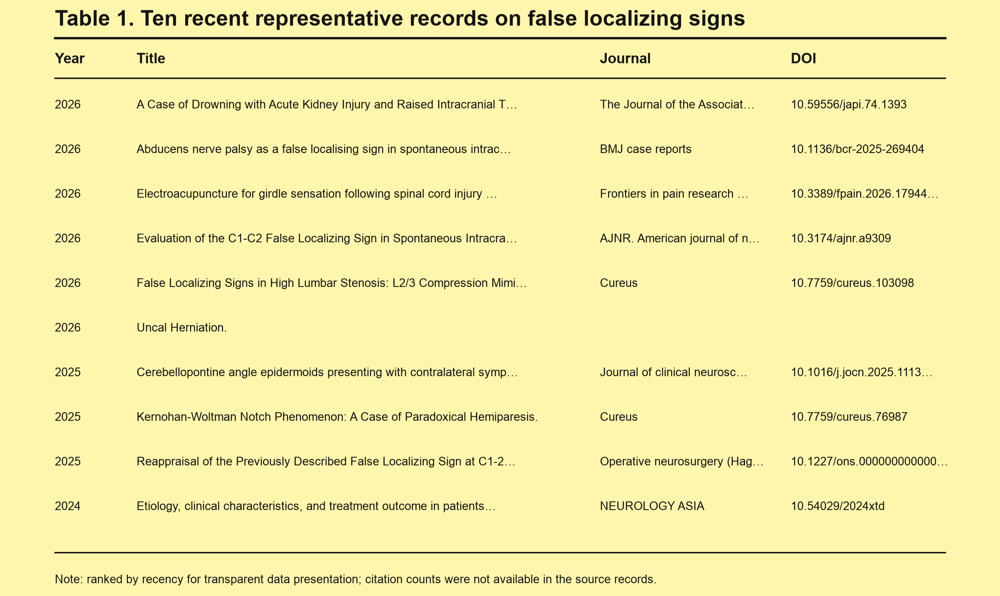 Table 1. Ten recent representative records on false localizing signs
Year Title Journal DOI
2026 A Case of Drowning with Acute Kidney Injury and Raised Intracranial T… The Journal of the Associat… 10.59556/japi.74.1393
2026 Abducens nerve palsy as a false localising sign in spontaneous intrac… BMJ case reports 10.1136/bcr-2025-269404
2026 Electroacupuncture for girdle sensation following spinal cord injury … Frontiers in pain research … 10.3389/fpain.2026.17944…
2026 Evaluation of the C1-C2 False Localizing Sign in Spontaneous Intracra… AJNR. American journal of n… 10.3174/ajnr.a9309
2026 False Localizing Signs in High Lumbar Stenosis: L2/3 Compression Mimi… Cureus 10.7759/cureus.103098
2026 Uncal Herniation.
2025 Cerebellopontine angle epidermoids presenting with contralateral symp… Journal of clinical neurosc… 10.1016/j.jocn.2025.1113…
2025 Kernohan-Woltman Notch Phenomenon: A Case of Paradoxical Hemiparesis. Cureus 10.7759/cureus.76987
2025 Reappraisal of the Previously Described False Localizing Sign at C1-2… Operative neurosurgery (Hag… 10.1227/ons.000000000000…
2024 Etiology, clinical characteristics, and treatment outcome in patients… NEUROLOGY ASIA 10.54029/2024xtd
Note: ranked by recency for transparent data presentation; citation counts were not available in the source records.